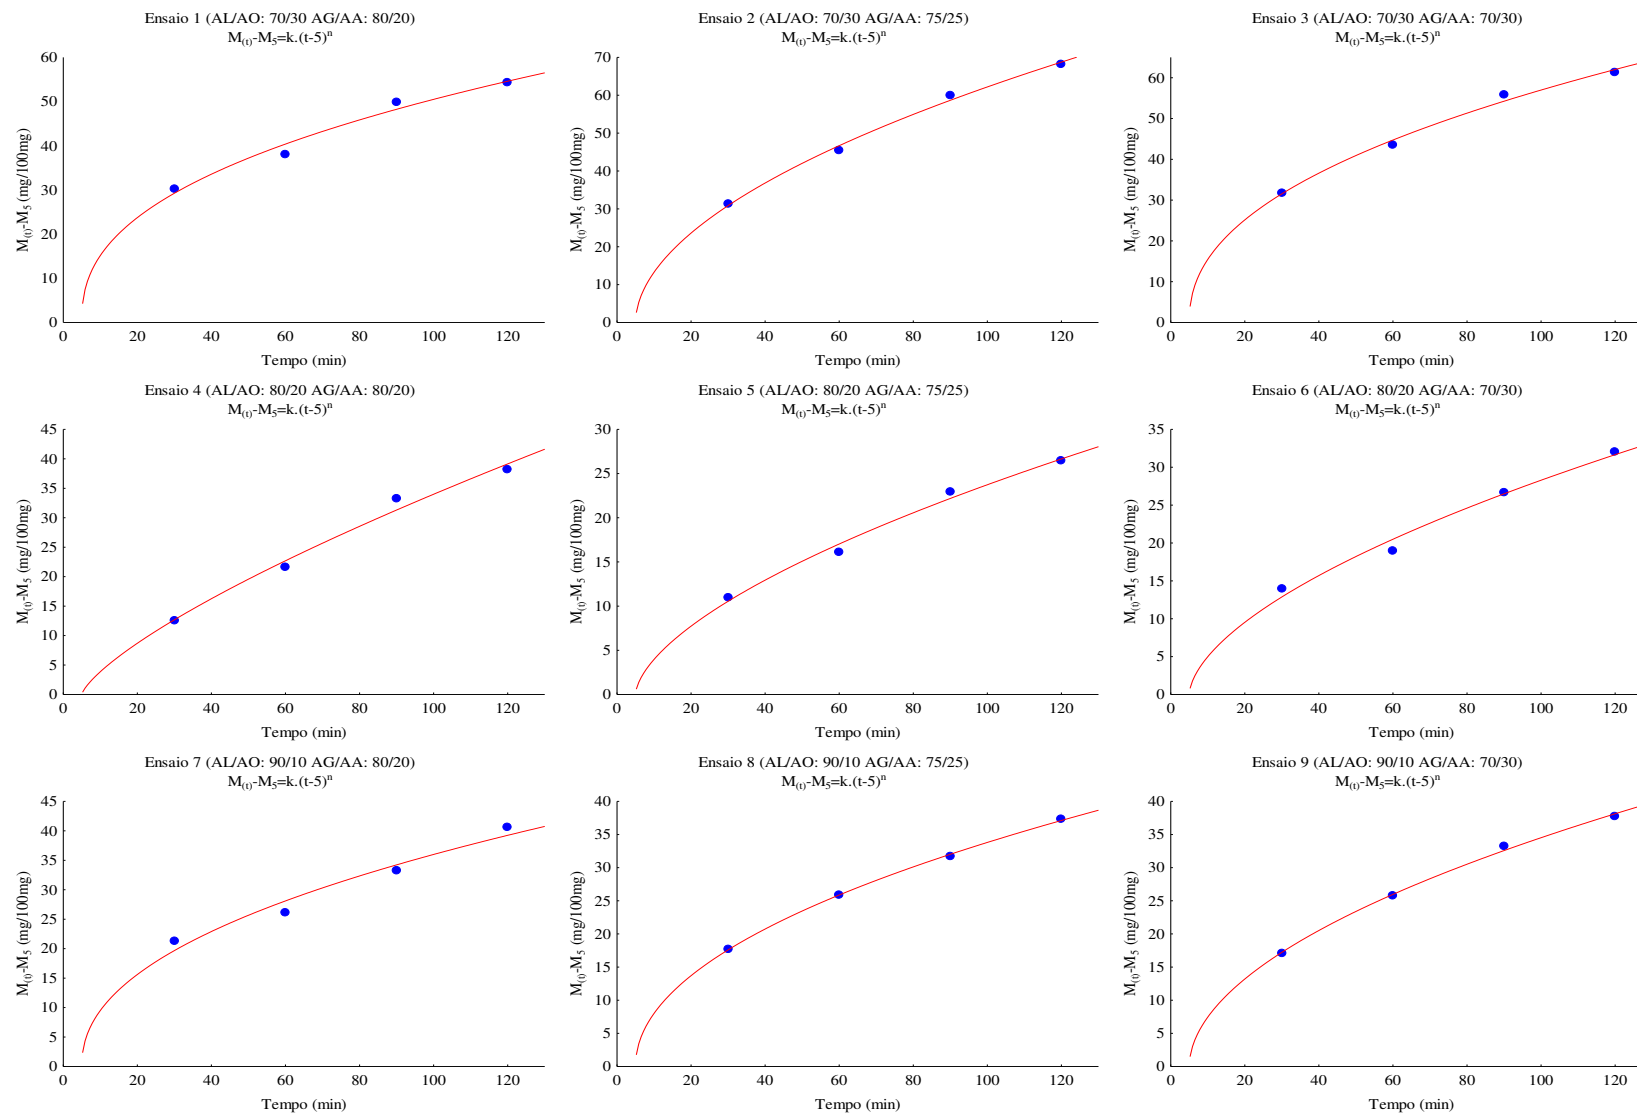 Ensaio 1 (AL/AO: 70/30 AG/AA: 80/20)
M(t)-M5=k.(t-5)^n
M(t)-M5 (mg/100mg)
60
50
40
30
20
10
0
0 20 40 60 80 100 120
Tempo (min)
Ensaio 2 (AL/AO: 70/30 AG/AA: 75/25)
M(t)-M5=k.(t-5)^n
M(t)-M5 (mg/100mg)
70
60
50
40
30
20
10
0
0 20 40 60 80 100 120
Tempo (min)
Ensaio 3 (AL/AO: 70/30 AG/AA: 70/30)
M(t)-M5=k.(t-5)^n
M(t)-M5 (mg/100mg)
60
50
40
30
20
10
0
0 20 40 60 80 100 120
Tempo (min)
Ensaio 4 (AL/AO: 80/20 AG/AA: 80/20)
M(t)-M5=k.(t-5)^n
M(t)-M5 (mg/100mg)
45
40
35
30
25
20
15
10
5
0
0 20 40 60 80 100 120
Tempo (min)
Ensaio 5 (AL/AO: 80/20 AG/AA: 75/25)
M(t)-M5=k.(t-5)^n
M(t)-M5 (mg/100mg)
30
25
20
15
10
5
0
0 20 40 60 80 100 120
Tempo (min)
Ensaio 6 (AL/AO: 80/20 AG/AA: 70/30)
M(t)-M5=k.(t-5)^n
M(t)-M5 (mg/100mg)
35
30
25
20
15
10
5
0
0 20 40 60 80 100 120
Tempo (min)
Ensaio 7 (AL/AO: 90/10 AG/AA: 80/20)
M(t)-M5=k.(t-5)^n
M(t)-M5 (mg/100mg)
45
40
35
30
25
20
15
10
5
0
0 20 40 60 80 100 120
Tempo (min)
Ensaio 8 (AL/AO: 90/10 AG/AA: 75/25)
M(t)-M5=k.(t-5)^n
M(t)-M5 (mg/100mg)
40
35
30
25
20
15
10
5
0
0 20 40 60 80 100 120
Tempo (min)
Ensaio 9 (AL/AO: 90/10 AG/AA: 70/30)
M(t)-M5=k.(t-5)^n
M(t)-M5 (mg/100mg)
40
35
30
25
20
15
10
5
0
0 20 40 60 80 100 120
Tempo (min)